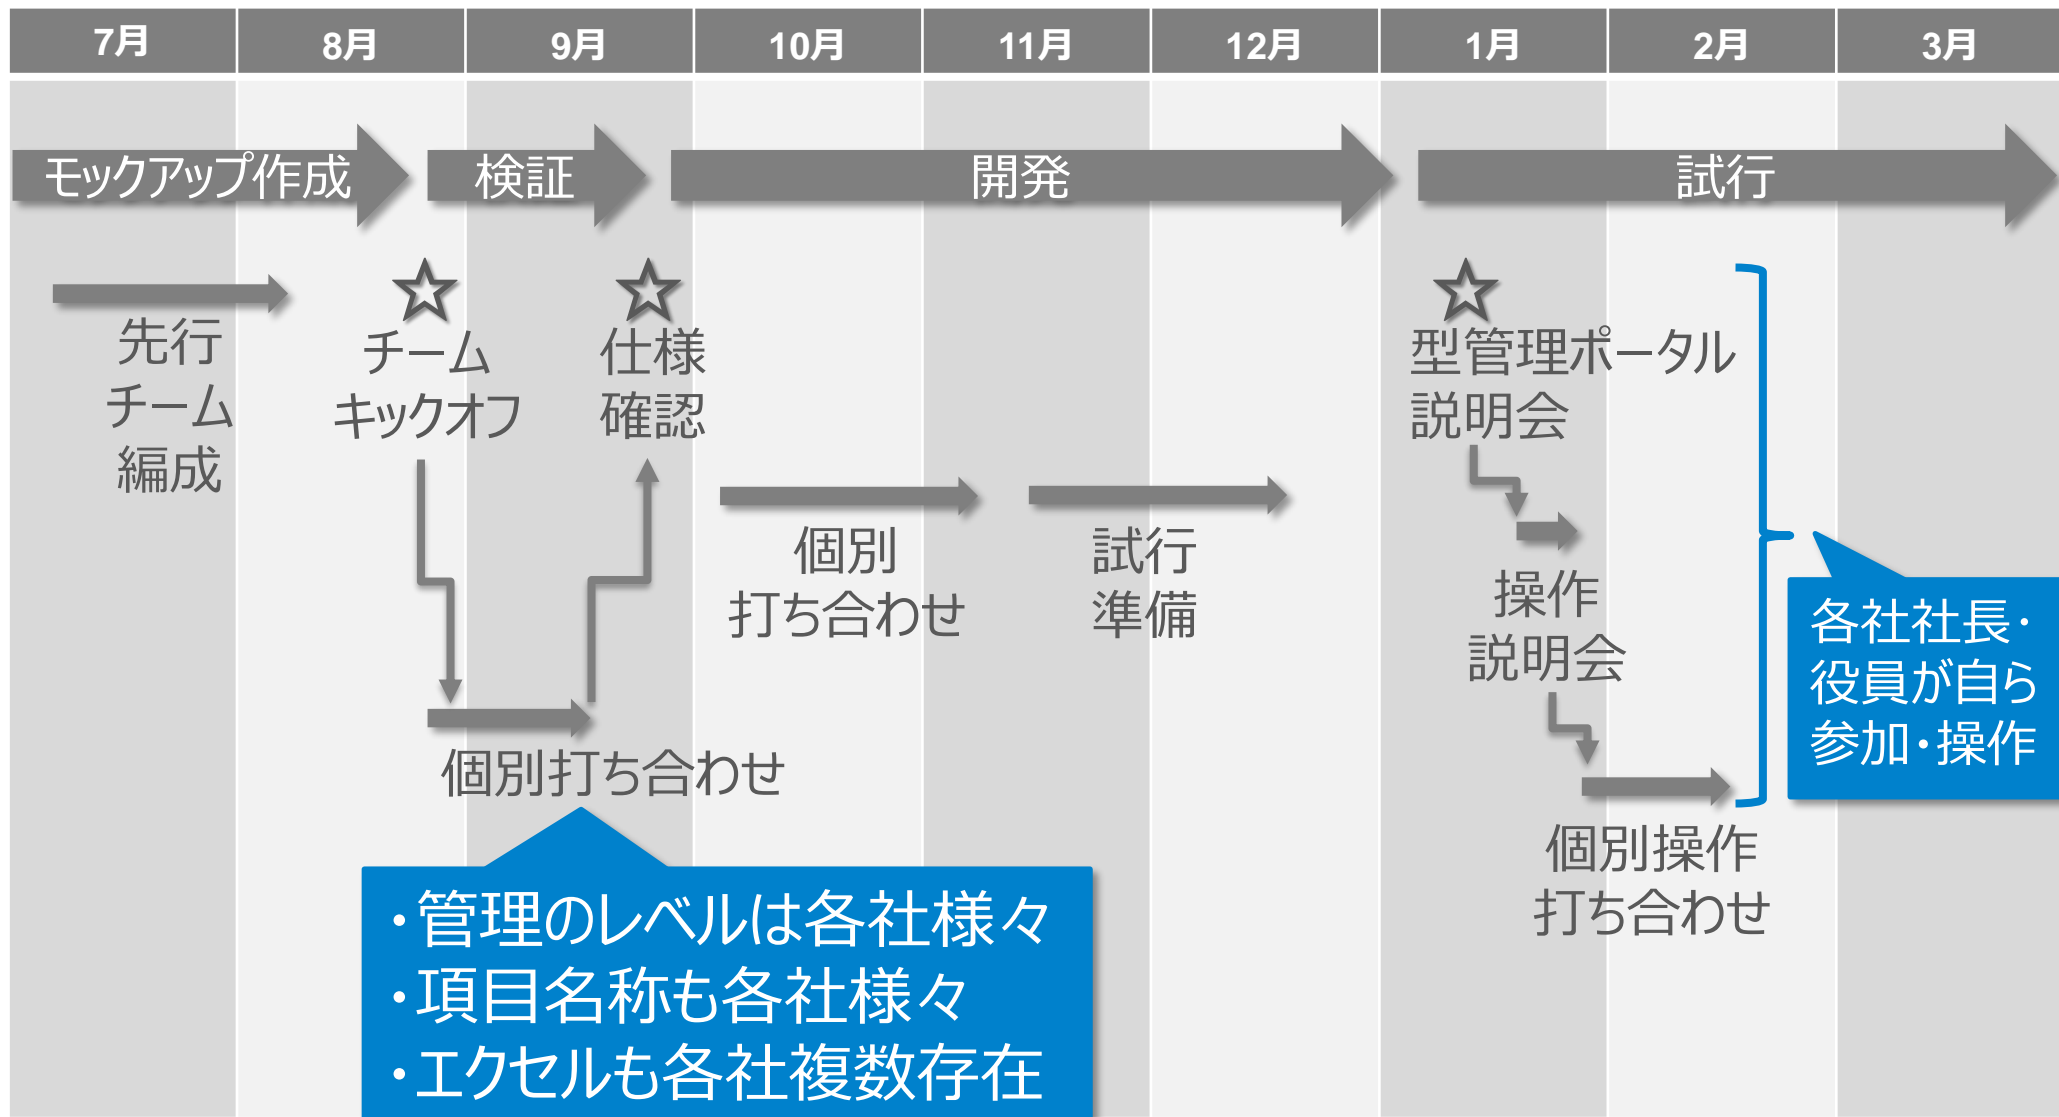 7月 8月 9月 10月 11月 12月 1月 2月 3月
モックアップ作成
検証
開発
試行
先行
チーム
編成
チーム
キックオフ
仕様
確認
個別打ち合わせ
・管理のレベルは各社様々
・項目名称も各社様々
・エクセルも各社複数存在
個別
打ち合わせ
試行
準備
型管理ポータル
説明会
操作
説明会
個別操作
打ち合わせ
各社社長・
役員が自ら
参加・操作